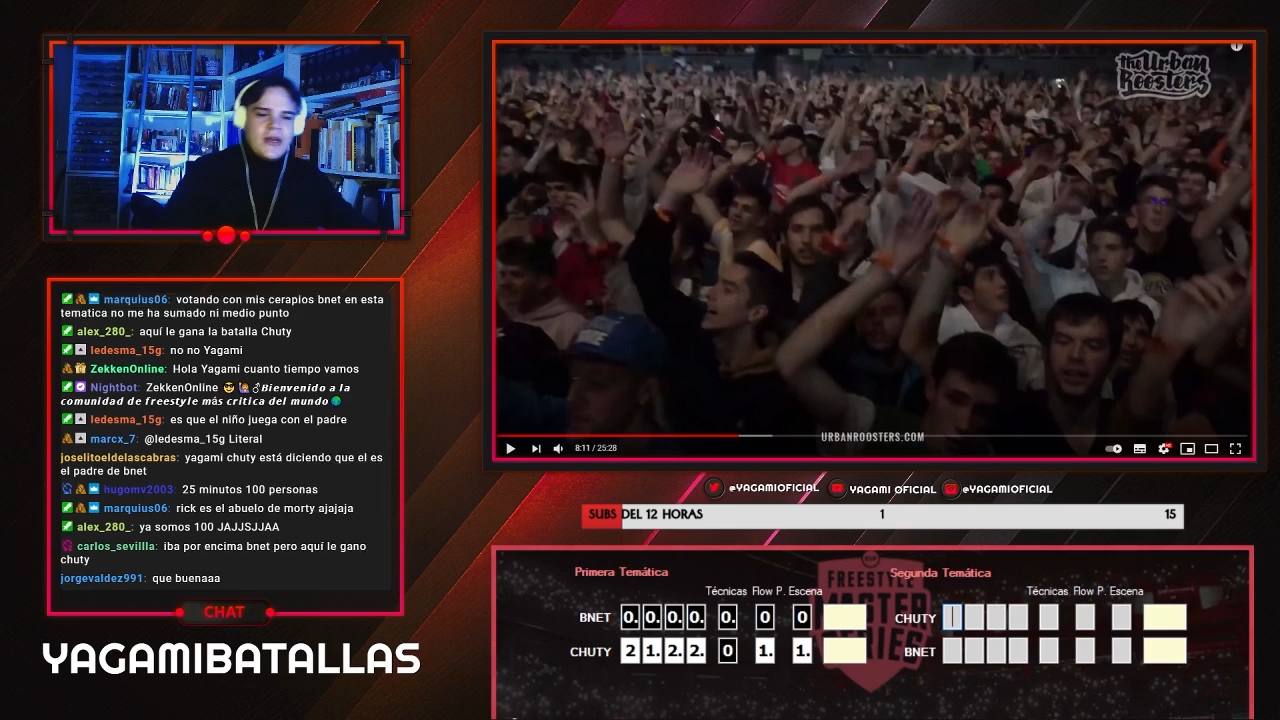 the Urban
Roosters
marquius06: votando con mis cerapios bnet en esta
tematica no me ha sumado ni medio punto
alex_280_: aquí le gana la batalla Chuty
ledesma_15g: no no Yagami
ZekkenOnline: Hola Yagami cuanto tiempo vamos
Nightbot: ZekkenOnline 😎🙋‍♂ Bienvenido a la
comunidad de freestyle más crítica del mundo 🌍
ledesma_15g: es que el niño juega con el padre
marcx_7: @ledesma_15g Literal
joselitoeldelascabras: yagami chuty está diciendo que el es
el padre de bnet
hugomv2003: 25 minutos 100 personas
marquius06: rick es el abuelo de morty ajajaja
alex_280_: ya somos 100 JAJJSJJAA
carlos_sevillla: iba por encima bnet pero aquí le gano
chuty
jorgevaldez991: que buenaaa
CHAT
YAGAMIBATALLAS
URBANROOSTERS.COM
8:11 / 25:28
@YAGAMIOFICIAL YAGAMI OFICIAL @YAGAMIOFICIAL
SUBS DEL 12 HORAS 1 15
FREESTYLE
MASTER
SERIES
Primera Temática
Técnicas Flow P. Escena
BNET 0. 0. 0. 0. 0. 0 0
CHUTY 2 1. 2. 2. 0 1. 1.
Segunda Temática
Técnicas Flow P. Escena
CHUTY
BNET